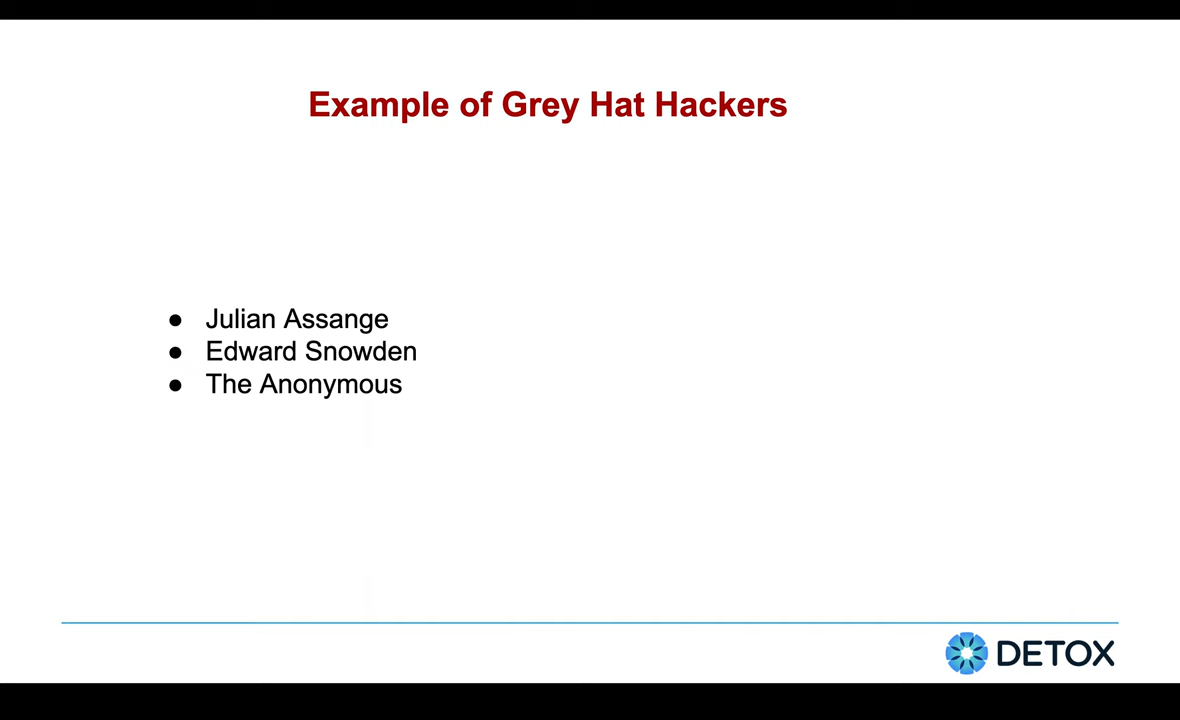 Example of Grey Hat Hackers
● Julian Assange
● Edward Snowden
● The Anonymous
DETOX